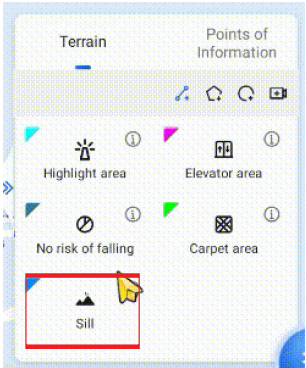 Terrain
Points of
Information
Highlight area
Elevator area
No risk of falling
Carpet area
Sill